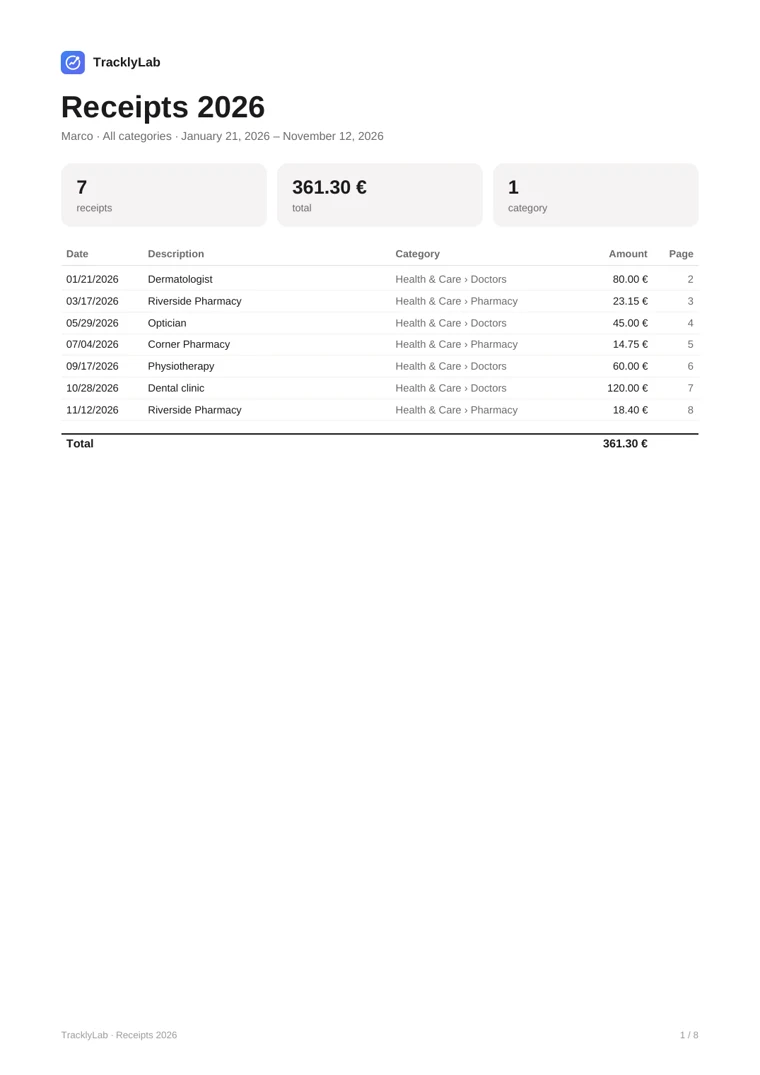 TracklyLab
Receipts 2026
Marco · All categories · January 21, 2026 – November 12, 2026
7
receipts
361.30 €
total
1
category
Date Description Category Amount Page
01/21/2026 Dermatologist Health & Care › Doctors 80.00 € 2
03/17/2026 Riverside Pharmacy Health & Care › Pharmacy 23.15 € 3
05/29/2026 Optician Health & Care › Doctors 45.00 € 4
07/04/2026 Corner Pharmacy Health & Care › Pharmacy 14.75 € 5
09/17/2026 Physiotherapy Health & Care › Doctors 60.00 € 6
10/28/2026 Dental clinic Health & Care › Doctors 120.00 € 7
11/12/2026 Riverside Pharmacy Health & Care › Pharmacy 18.40 € 8
Total 361.30 €
TracklyLab · Receipts 2026 1 / 8